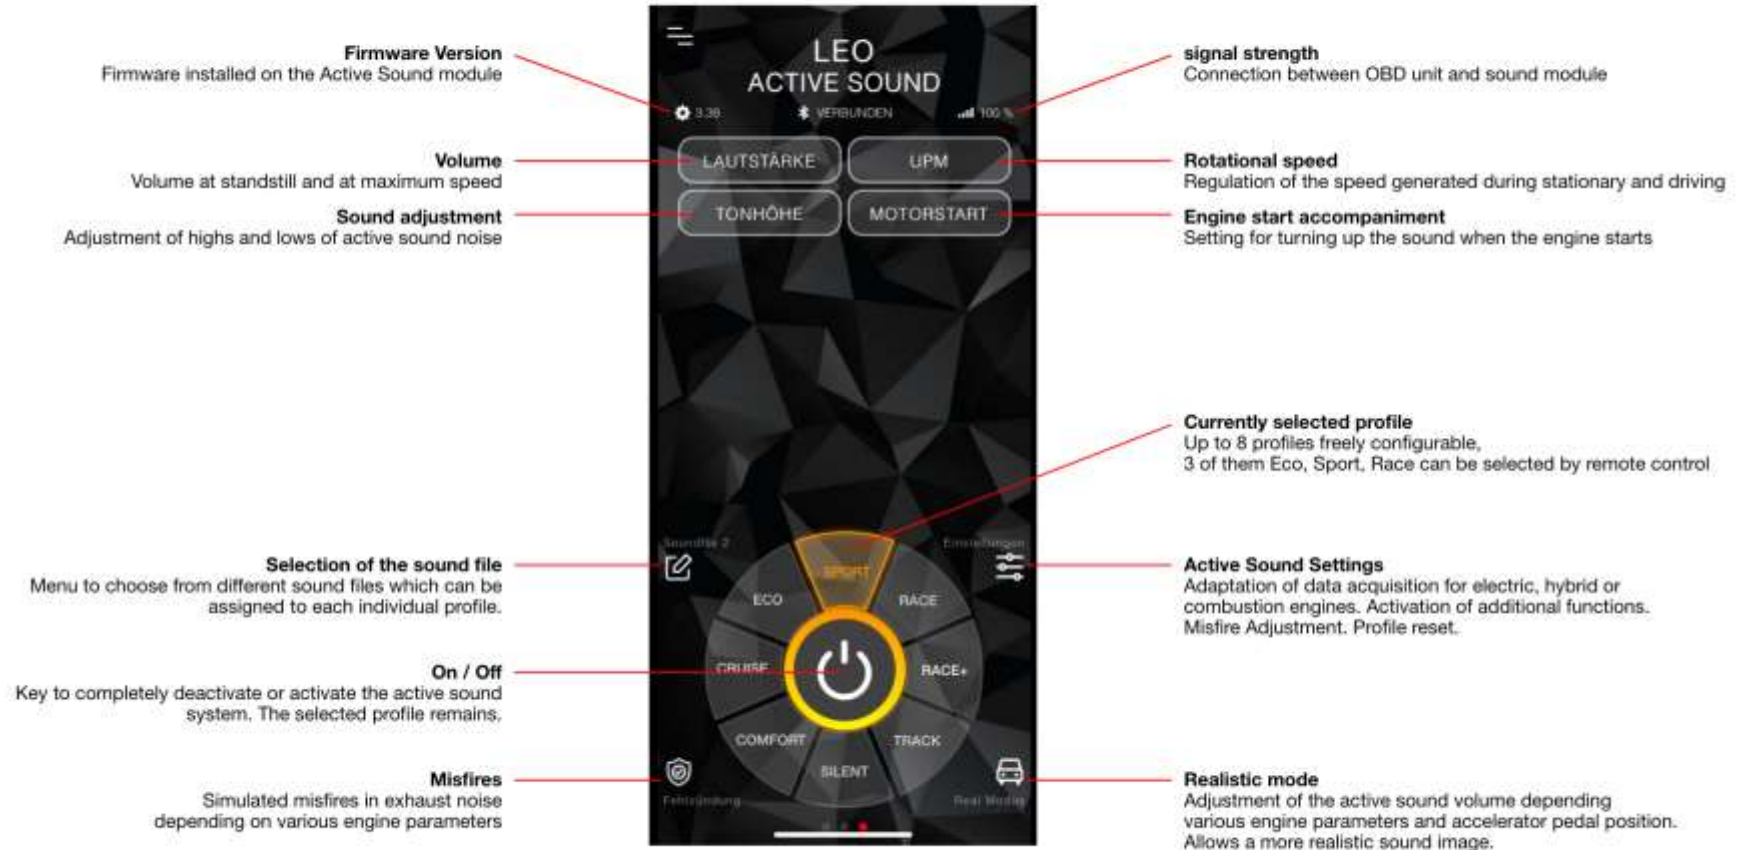 Firmware Version
Firmware installed on the Active Sound module
Volume
Volume at standstill and at maximum speed
Sound adjustment
Adjustment of highs and lows of active sound noise
Selection of the sound file
Menu to choose from different sound files which can be
assigned to each individual profile.
On / Off
Key to completely deactivate or activate the active sound
system. The selected profile remains.
Misfires
Simulated misfires in exhaust noise
depending on various engine parameters
LEO
ACTIVE SOUND
3.39
VERBUNDEN
100 %
LAUTSTÄRKE
UPM
TONHÖHE
MOTORSTART
Soundfile 2
Einstellungen
SPORT
ECO
RACE
CRUISE
RACE+
COMFORT
TRACK
SILENT
Fehlzündung
Real Modus
signal strength
Connection between OBD unit and sound module
Rotational speed
Regulation of the speed generated during stationary and driving
Engine start accompaniment
Setting for turning up the sound when the engine starts
Currently selected profile
Up to 8 profiles freely configurable,
3 of them Eco, Sport, Race can be selected by remote control
Active Sound Settings
Adaptation of data acquisition for electric, hybrid or
combustion engines. Activation of additional functions.
Misfire Adjustment. Profile reset.
Realistic mode
Adjustment of the active sound volume depending
various engine parameters and accelerator pedal position.
Allows a more realistic sound image.